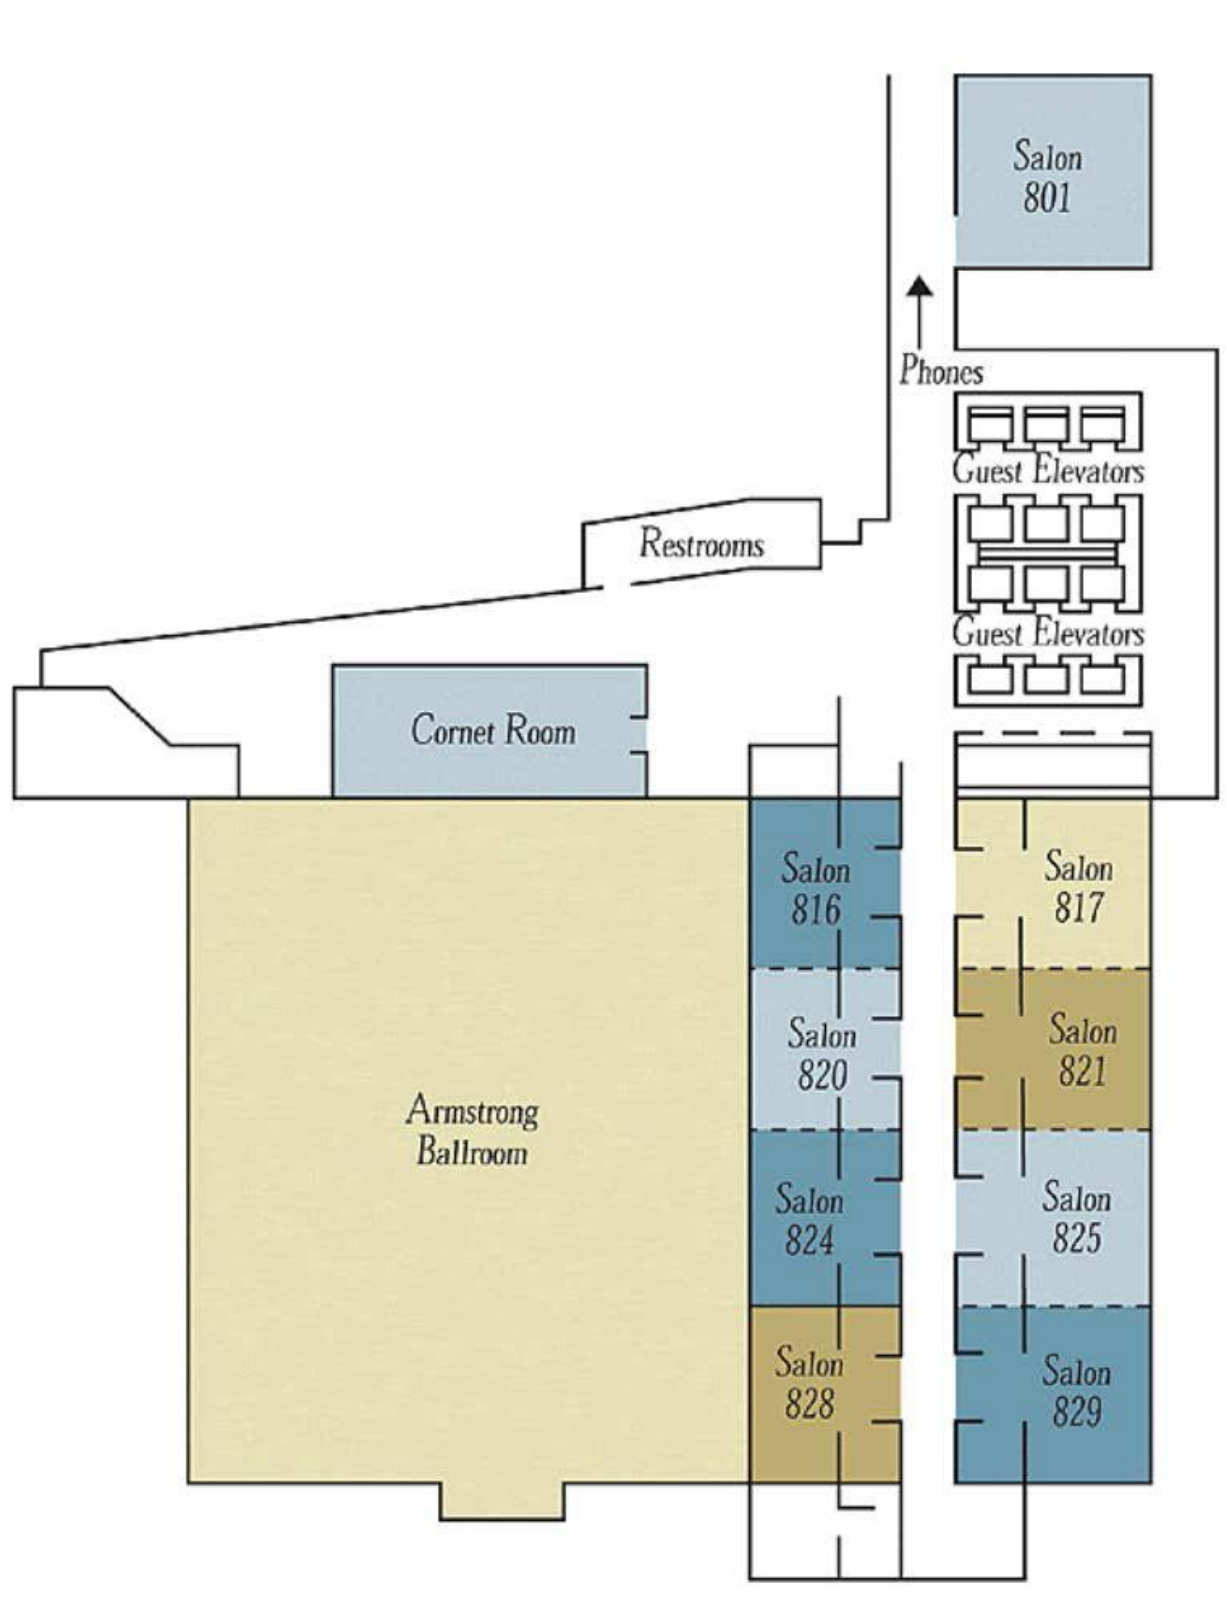 Salon
801
Phones
Guest Elevators
Restrooms
Guest Elevators
Cornet Room
Salon
816
Salon
817
Salon
820
Salon
821
Armstrong
Ballroom
Salon
824
Salon
825
Salon
828
Salon
829